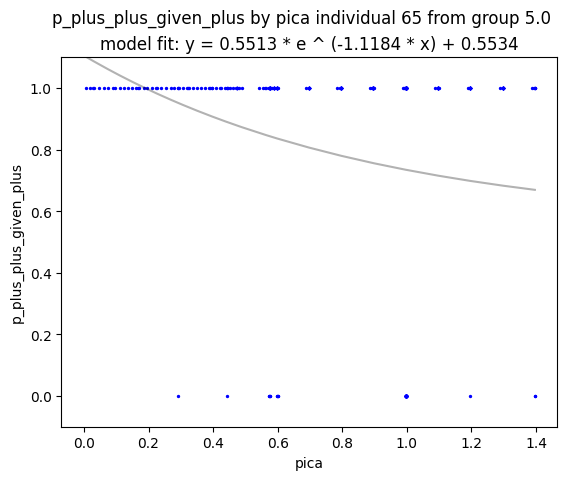 p_plus_plus_given_plus by pica individual 65 from group 5.0
model fit: y = 0.5513 * e ^ (-1.1184 * x) + 0.5534
1.0
0.8
0.6
0.4
0.2
0.0
p_plus_plus_given_plus
0.0 0.2 0.4 0.6 0.8 1.0 1.2 1.4
pica